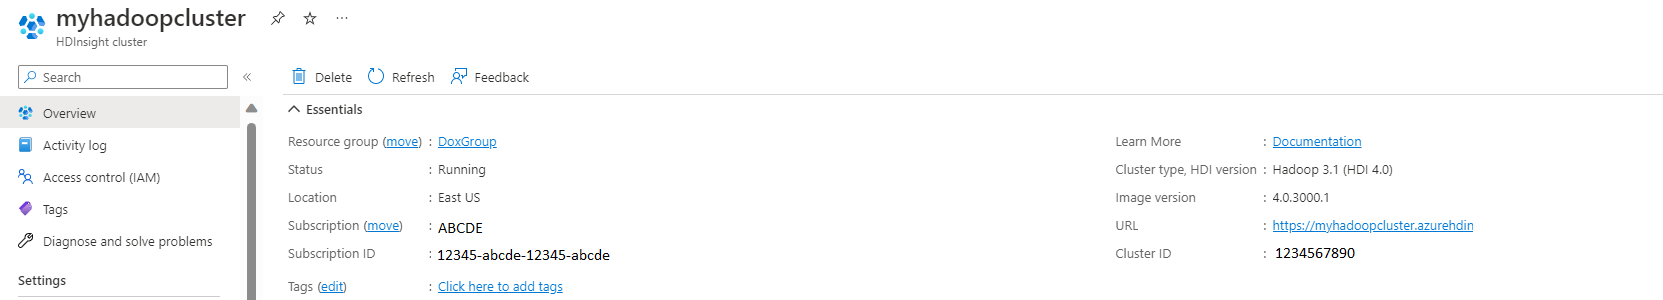 myhadoopcluster
HDInsight cluster
Search
Overview
Activity log
Access control (IAM)
Tags
Diagnose and solve problems
Settings
Delete Refresh Feedback
Essentials
Resource group (move) : DoxGroup
Status : Running
Location : East US
Subscription (move) : ABCDE
Subscription ID : 12345-abcde-12345-abcde
Tags (edit) : Click here to add tags
Learn More : Documentation
Cluster type, HDI version : Hadoop 3.1 (HDI 4.0)
Image version : 4.0.3000.1
URL : https://myhadoopcluster.azurehdin
Cluster ID : 1234567890